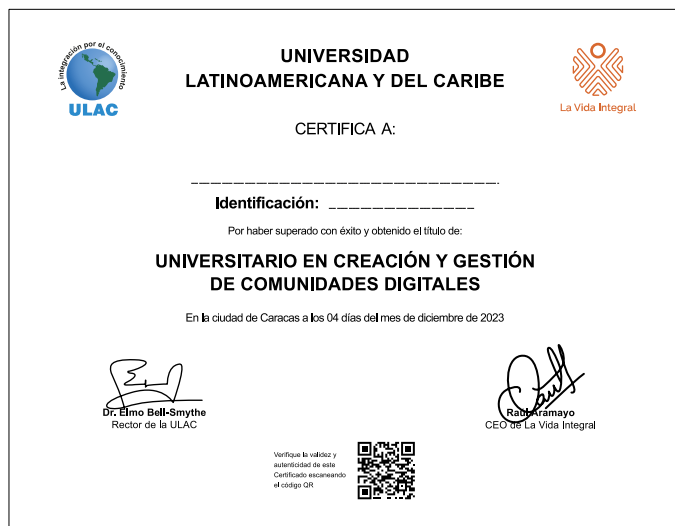 La integración por el conocimiento
ULAC
UNIVERSIDAD
LATINOAMERICANA Y DEL CARIBE
La Vida Integral
CERTIFICA A:
Identificación:
Por haber superado con éxito y obtenido el título de:
UNIVERSITARIO EN CREACIÓN Y GESTIÓN
DE COMUNIDADES DIGITALES
En la ciudad de Caracas a los 04 días del mes de diciembre de 2023
Dr. Elmo Bell-Smythe
Rector de la ULAC
Raúl Aramayo
CEO de La Vida Integral
Verifique la validez y
autenticidad de este
Certificado escaneando
el código QR